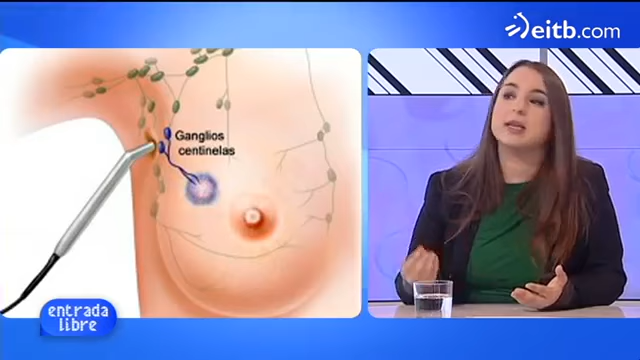 eitb.com
Ganglios
centinelas
entrada
libre